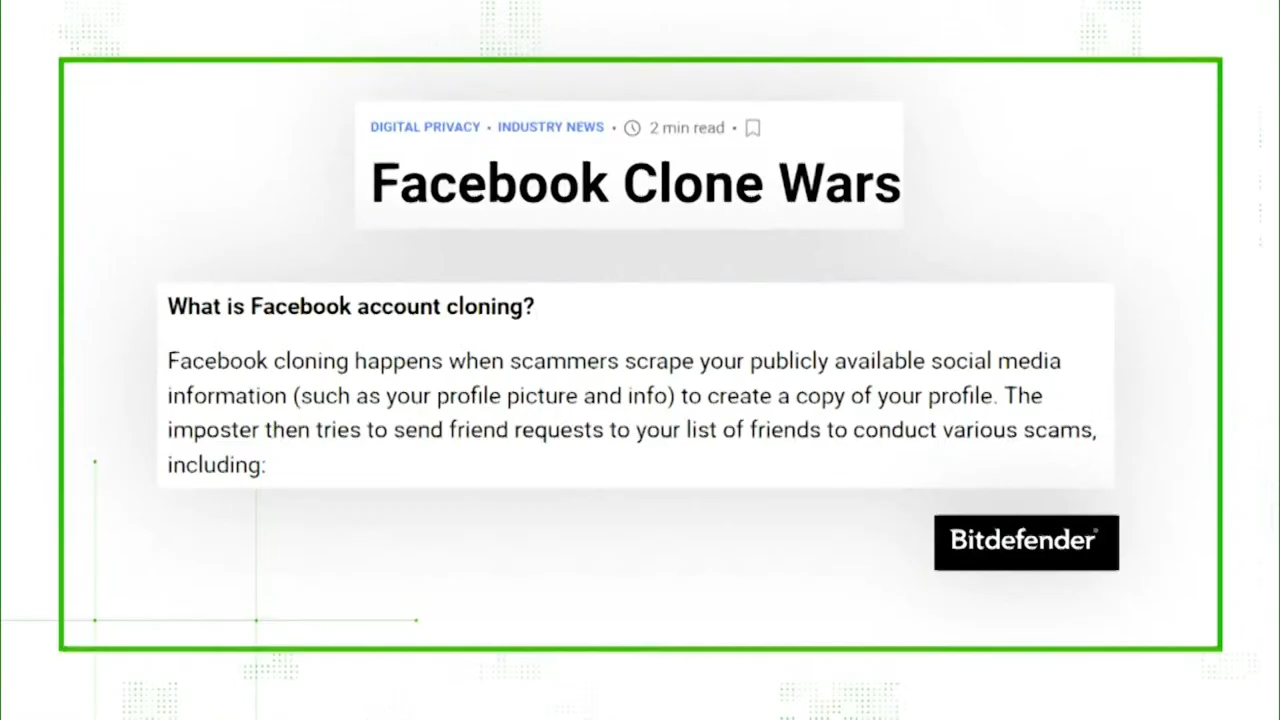 DIGITAL PRIVACY • INDUSTRY NEWS • 2 min read •
Facebook Clone Wars
What is Facebook account cloning?
Facebook cloning happens when scammers scrape your publicly available social media
information (such as your profile picture and info) to create a copy of your profile. The
imposter then tries to send friend requests to your list of friends to conduct various scams,
including:
Bitdefender®